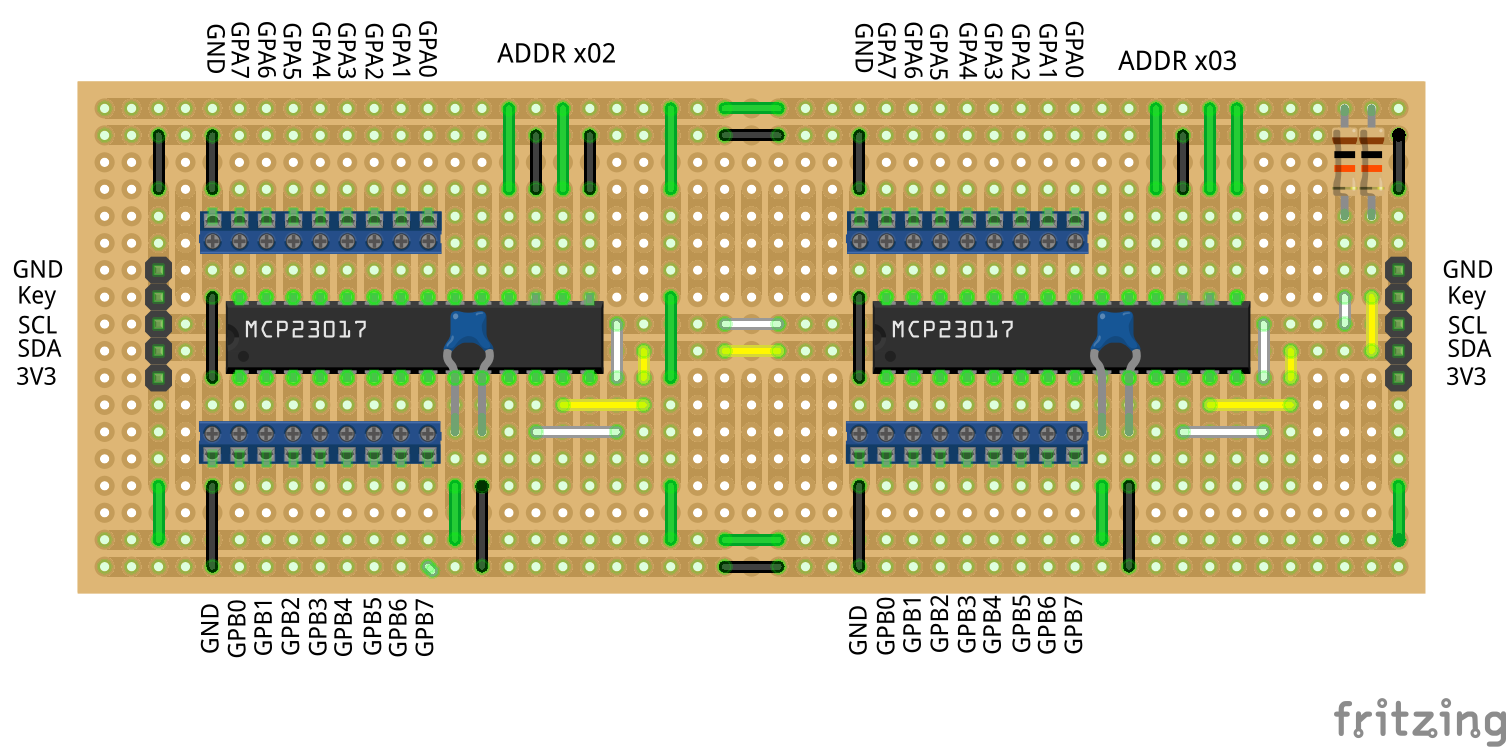 ADDR x02
ADDR x03
GND
GPA7
GPA6
GPA5
GPA4
GPA3
GPA2
GPA1
GPA0
GND
GPA7
GPA6
GPA5
GPA4
GPA3
GPA2
GPA1
GPA0
GND
Key
SCL
SDA
3V3
MCP23017
MCP23017
GND
Key
SCL
SDA
3V3
GND
GPB0
GPB1
GPB2
GPB3
GPB4
GPB5
GPB6
GPB7
GND
GPB0
GPB1
GPB2
GPB3
GPB4
GPB5
GPB6
GPB7
fritzing